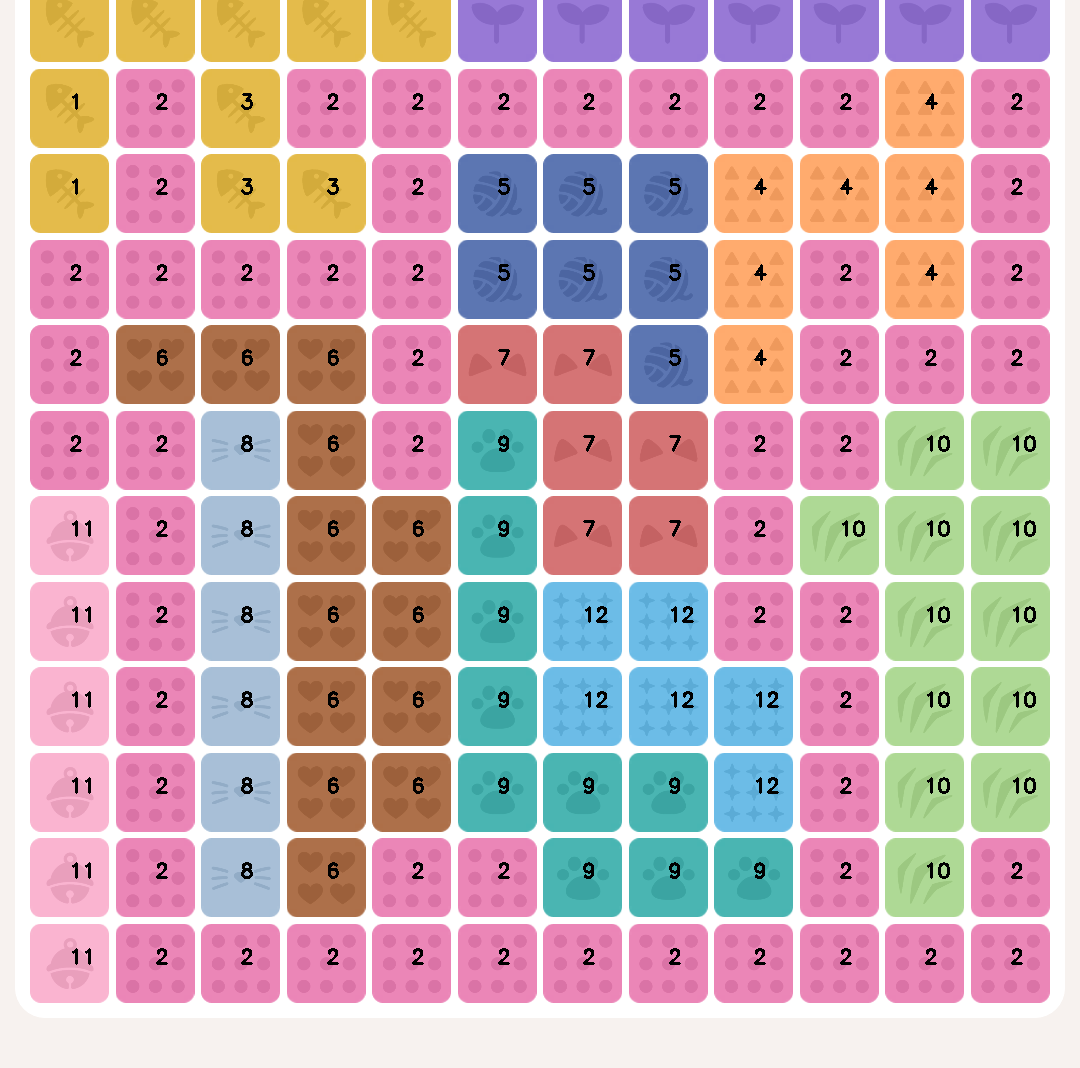 1 2 3 2 2 2 2 2 2 2 4 2
1 2 3 3 2 5 5 5 4 4 4 2
2 2 2 2 2 5 5 5 4 2 4 2
2 6 6 6 2 7 7 5 4 2 2 2
2 2 8 6 2 9 7 7 2 2 10 10
11 2 8 6 6 9 7 7 2 10 10 10
11 2 8 6 6 9 12 12 2 2 10 10
11 2 8 6 6 9 12 12 12 2 10 10
11 2 8 6 6 9 9 9 12 2 10 10
11 2 8 6 2 2 9 9 9 2 10 2
11 2 2 2 2 2 2 2 2 2 2 2